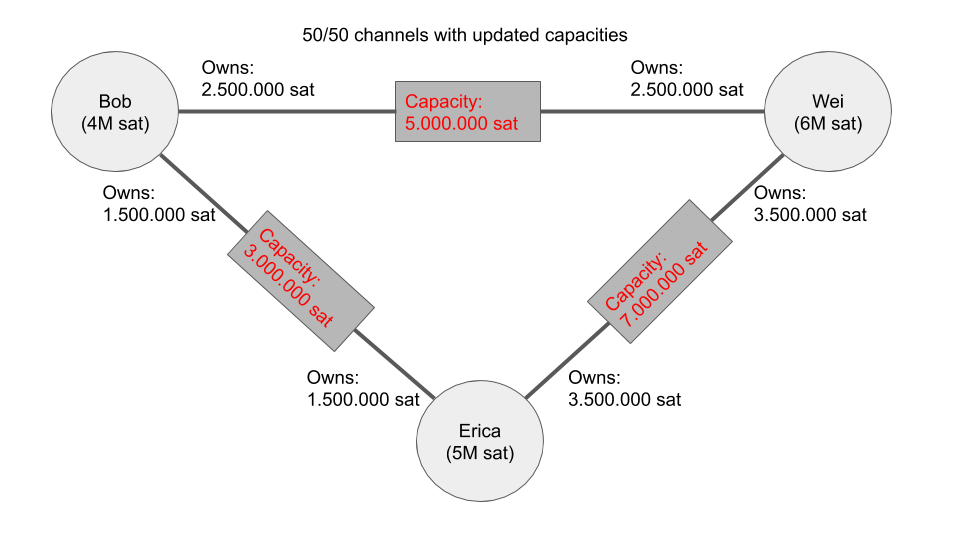 50/50 channels with updated capacities
Owns:
2.500.000 sat
Owns:
2.500.000 sat
Bob
(4M sat)
Capacity:
5.000.000 sat
Wei
(6M sat)
Owns:
1.500.000 sat
Owns:
3.500.000 sat
Capacity:
3.000.000 sat
Capacity:
7.000.000 sat
Owns:
1.500.000 sat
Owns:
3.500.000 sat
Erica
(5M sat)